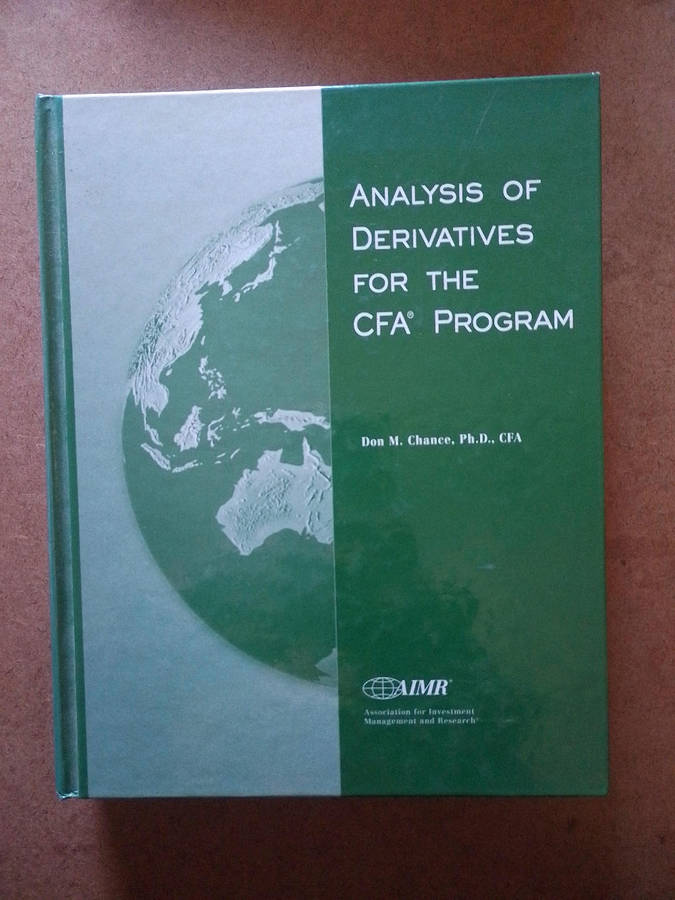 ANALYSIS OF
DERIVATIVES
FOR THE
CFA® PROGRAM
Don M. Chance, Ph.D., CFA
AIMR®
Association for Investment
Management and Research®